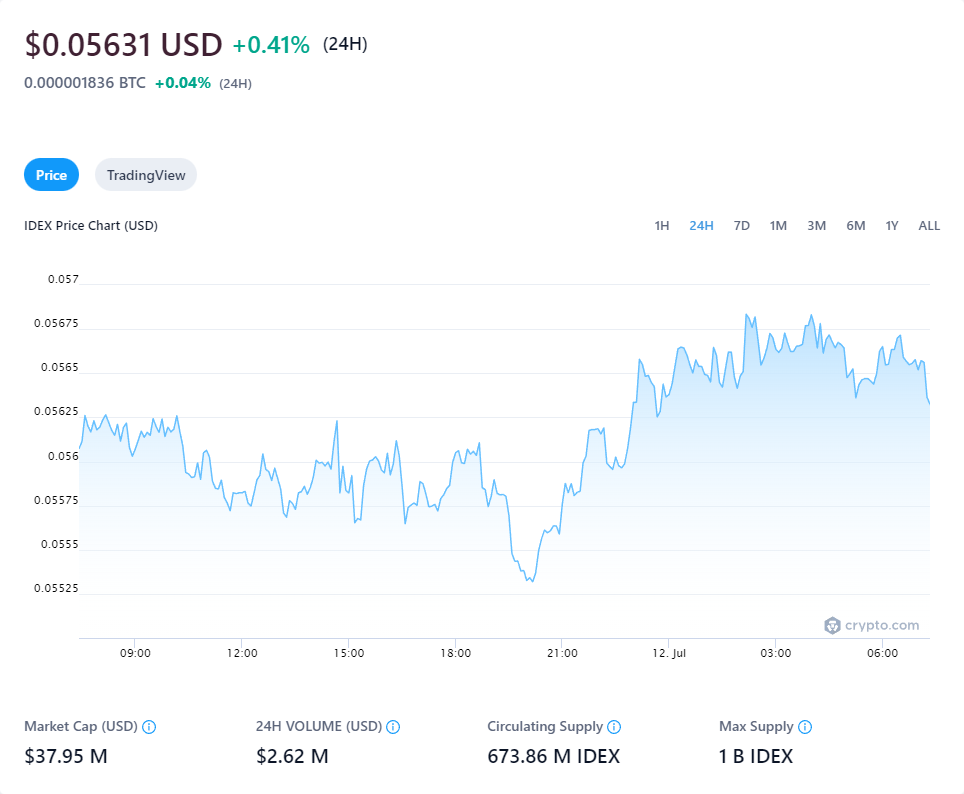 $0.05631 USD +0.41% (24H)
0.000001836 BTC +0.04% (24H)
Price TradingView
IDEX Price Chart (USD) 1H 24H 7D 1M 3M 6M 1Y ALL
0.057
0.05675
0.0565
0.05625
0.056
0.05575
0.0555
0.05525
crypto.com
09:00 12:00 15:00 18:00 21:00 12. Jul 03:00 06:00
Market Cap (USD) 24H VOLUME (USD) Circulating Supply Max Supply
$37.95 M $2.62 M 673.86 M IDEX 1 B IDEX